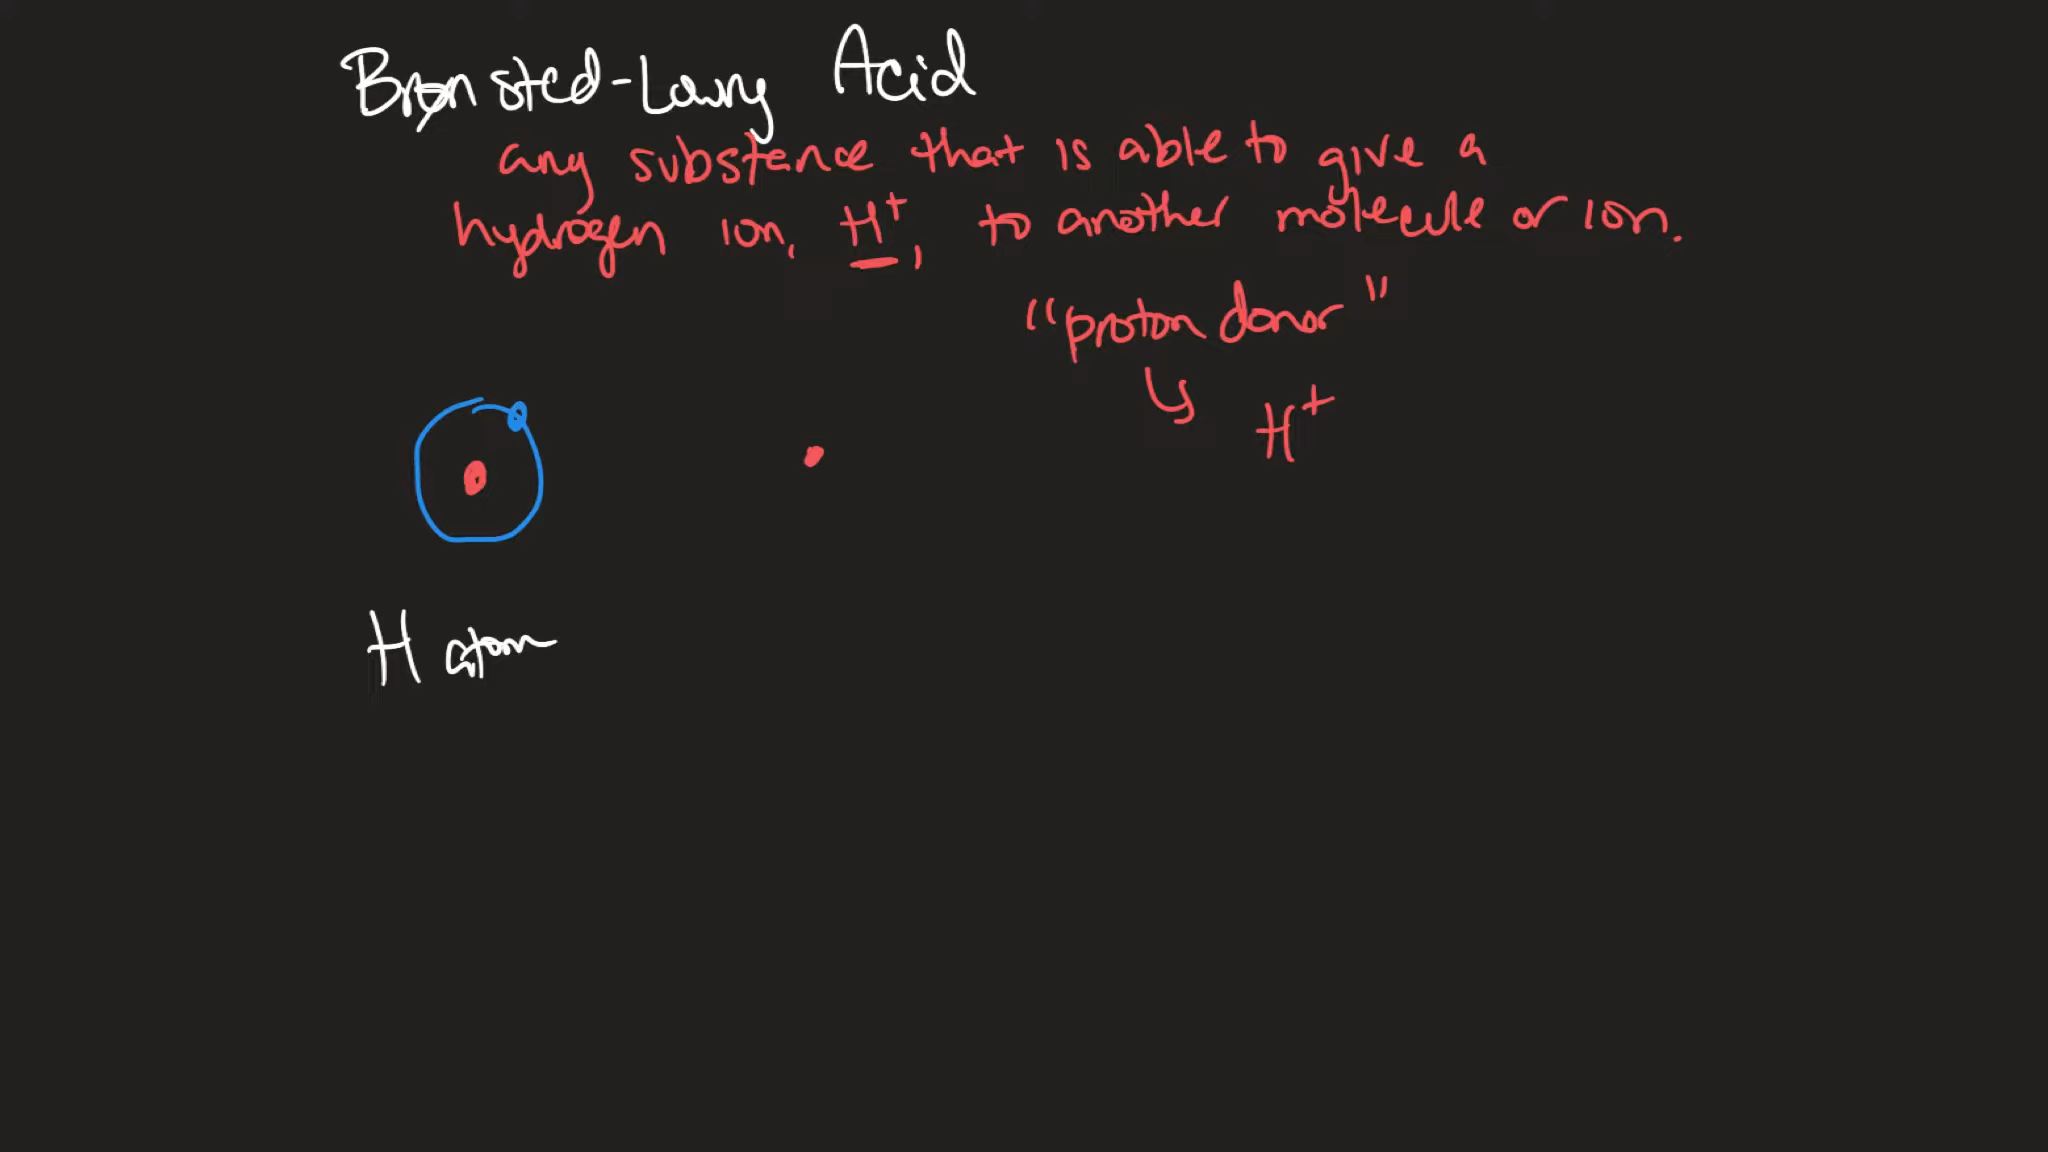 Brønsted-Lowry Acid
any substance that is able to give a
hydrogen ion, H⁺, to another molecule or ion.
"proton donor"
H⁺
H atom